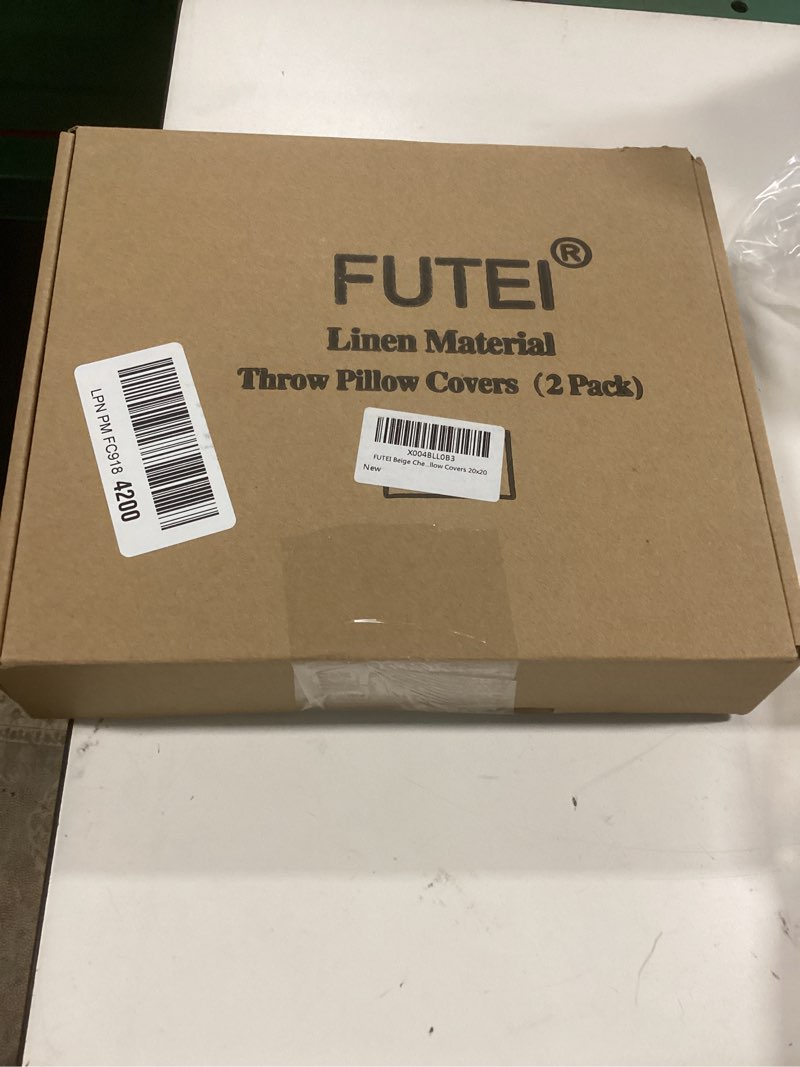 FUTEI®
Linen Material
Throw Pillow Covers (2 Pack)
LPN PM FC918 4200
X004BLL0B3
FUTEI Beige Che...llow Covers 20x20
New